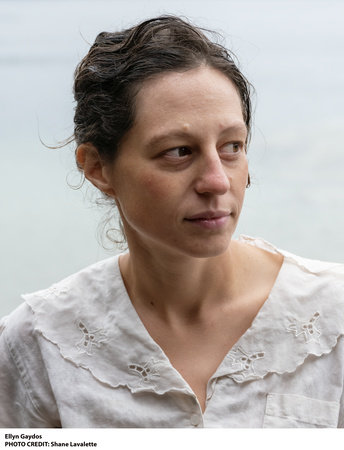 Ellyn Gaydos
PHOTO CREDIT: Shane Lavalette